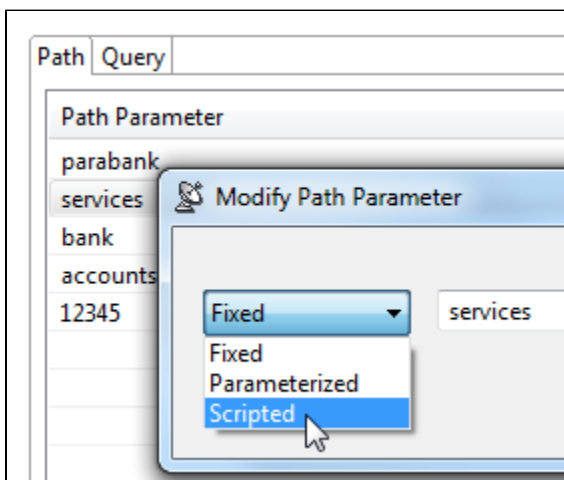 Path Query
Path Parameter
parabank
services
bank
accounts
12345
Modify Path Parameter
Fixed services
Fixed
Parameterized
Scripted